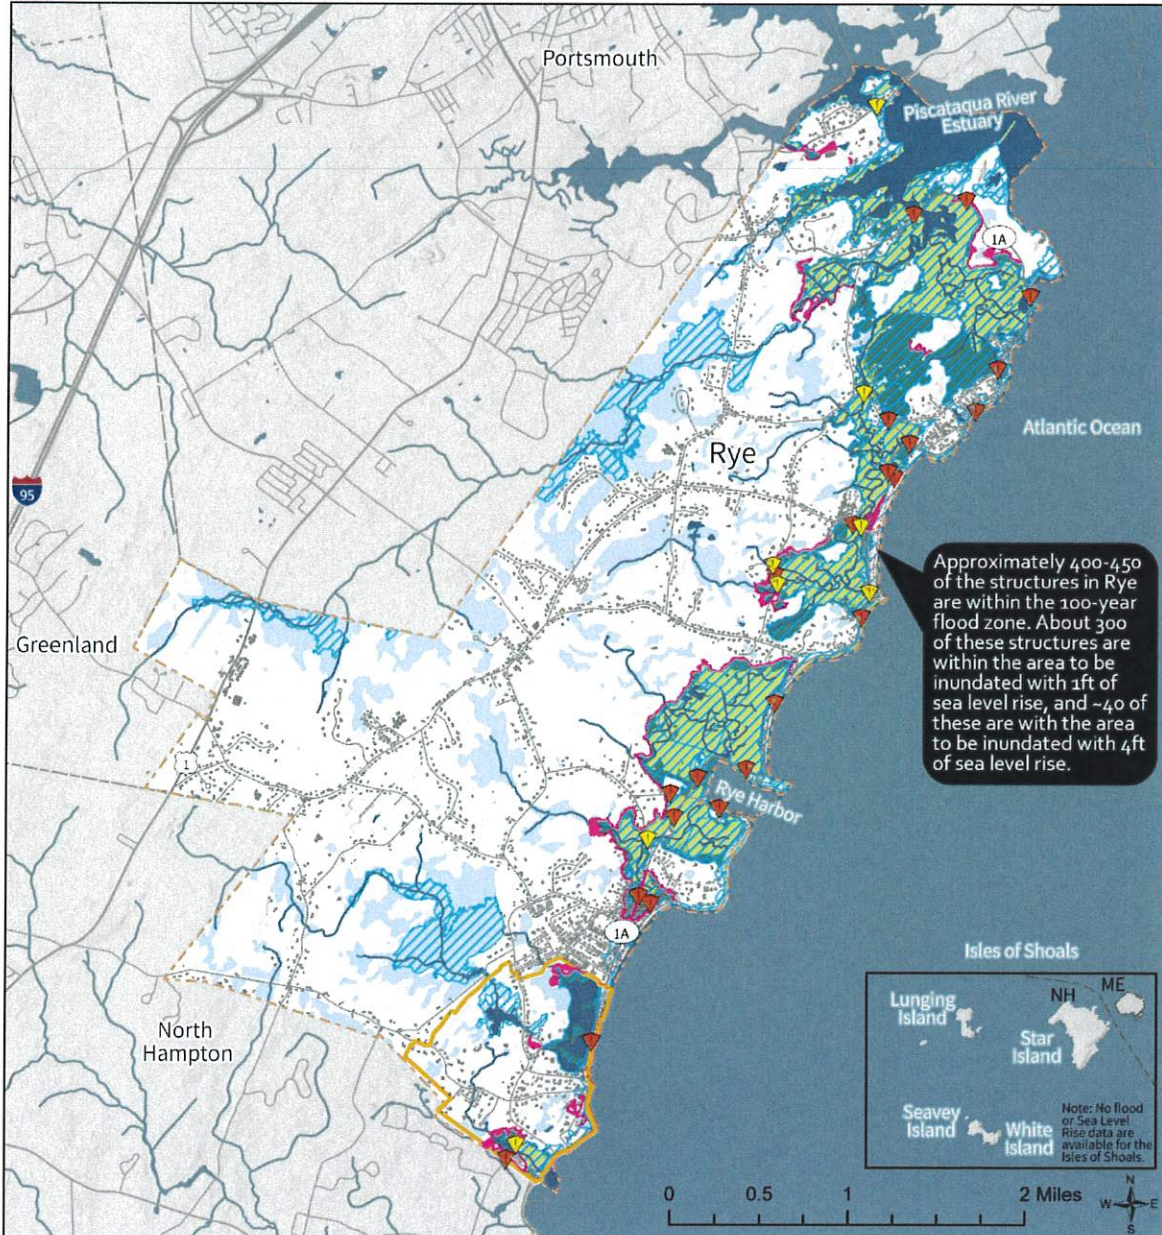 Portsmouth
Piscataqua River
Estuary
1A
Rye
Atlantic Ocean
95
Approximately 400-450
of the structures in Rye
are within the 100-year
flood zone. About 300
of these structures are
within the area to be
inundated with 1ft of
sea level rise, and ~40 of
these are with the area
to be inundated with 4ft
of sea level rise.
Greenland
1
Rye Harbor
1A
Isles of Shoals
NH
ME
Lunging
Island
Star
Island
North
Hampton
Seavey
Island
White
Island
Note: No flood
or Sea Level
Rise data are
available for the
Isles of Shoals.
0 0.5 1 2 Miles
N
W E
S